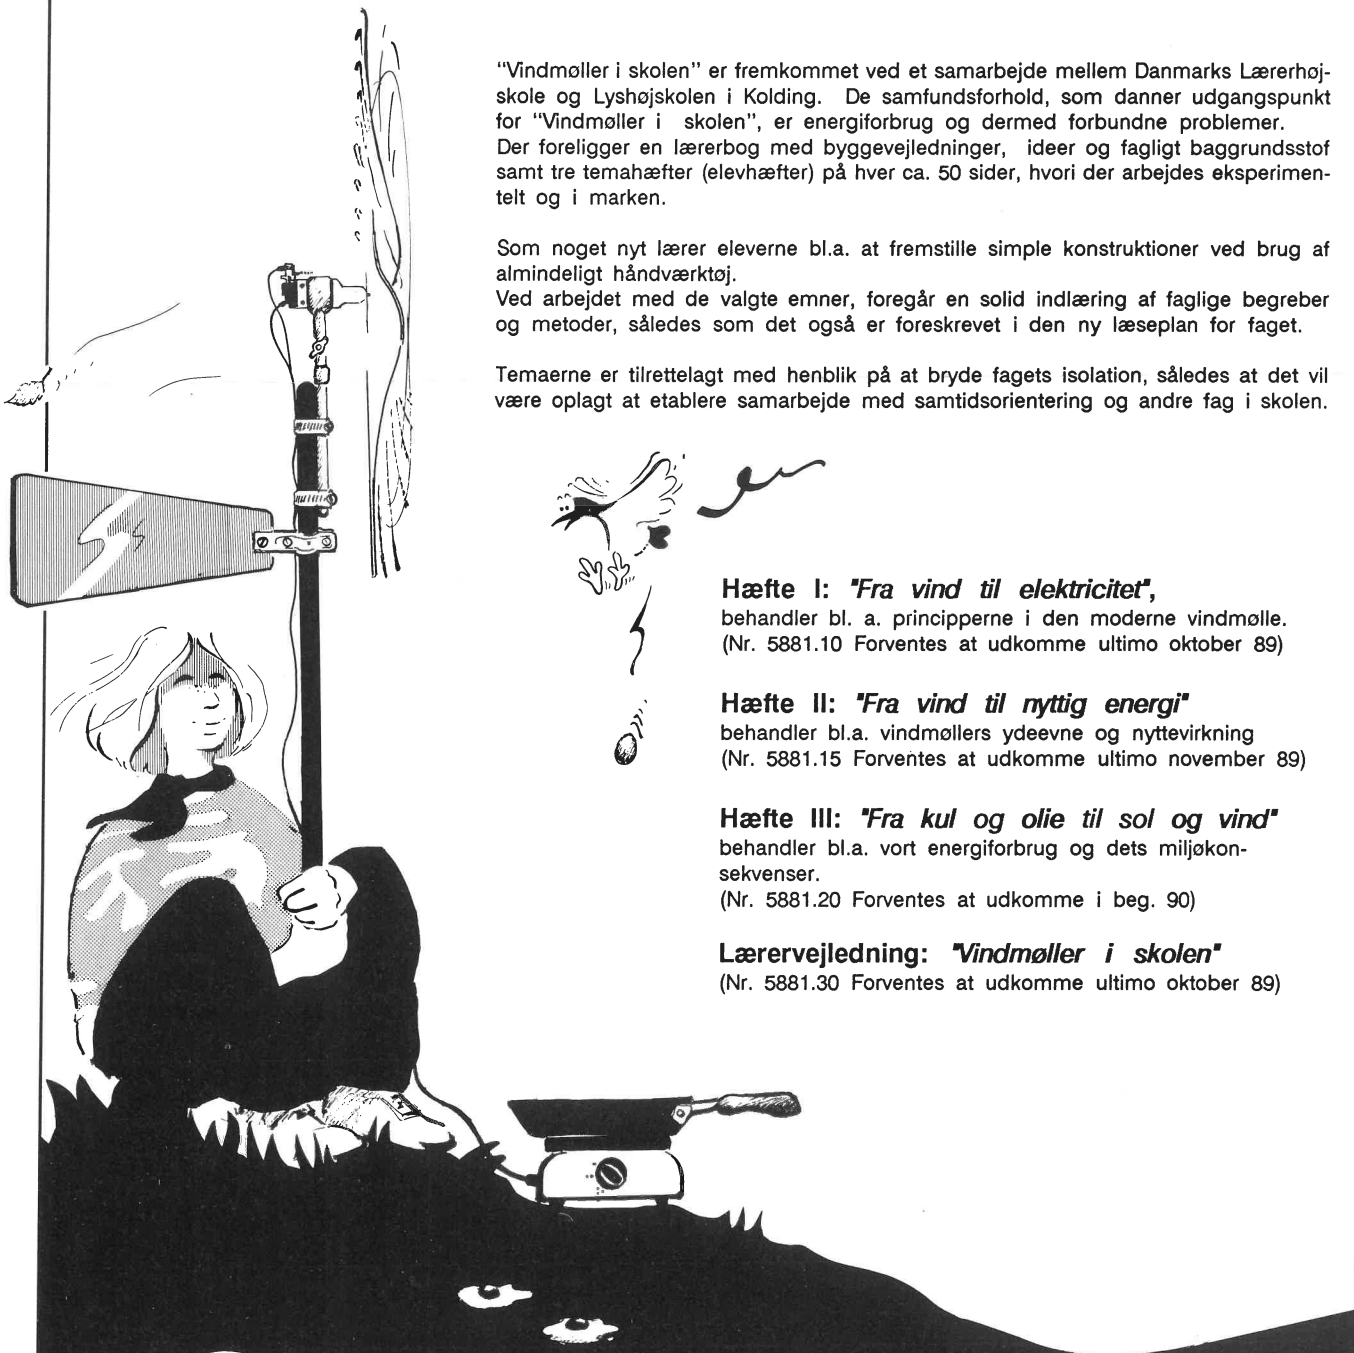 “Vindmøller i skolen” er fremkommet ved et samarbejde mellem Danmarks Lærerhøj-
skole og Lyshøjskolen i Kolding. De samfundsforhold, som danner udgangspunkt
for “Vindmøller i skolen”, er energiforbrug og dermed forbundne problemer.
Der foreligger en lærerbog med byggevejledninger, ideer og fagligt baggrundsstof
samt tre temahæfter (elevhæfter) på hver ca. 50 sider, hvori der arbejdes eksperimen-
telt og i marken.
Som noget nyt lærer eleverne bl.a. at fremstille simple konstruktioner ved brug af
almindeligt håndværktøj.
Ved arbejdet med de valgte emner, foregår en solid indlæring af faglige begreber
og metoder, således som det også er foreskrevet i den ny læseplan for faget.
Temaerne er tilrettelagt med henblik på at bryde fagets isolation, således at det vil
være oplagt at etablere samarbejde med samtidsorientering og andre fag i skolen.
Hæfte I: "Fra vind til elektricitet",
behandler bl. a. principperne i den moderne vindmølle.
(Nr. 5881.10 Forventes at udkomme ultimo oktober 89)
Hæfte II: "Fra vind til nyttig energi"
behandler bl.a. vindmøllers ydeevne og nyttevirkning
(Nr. 5881.15 Forventes at udkomme ultimo november 89)
Hæfte III: "Fra kul og olie til sol og vind"
behandler bl.a. vort energiforbrug og dets miljøkon-
sekvenser.
(Nr. 5881.20 Forventes at udkomme i beg. 90)
Lærervejledning: "Vindmøller i skolen"
(Nr. 5881.30 Forventes at udkomme ultimo oktober 89)